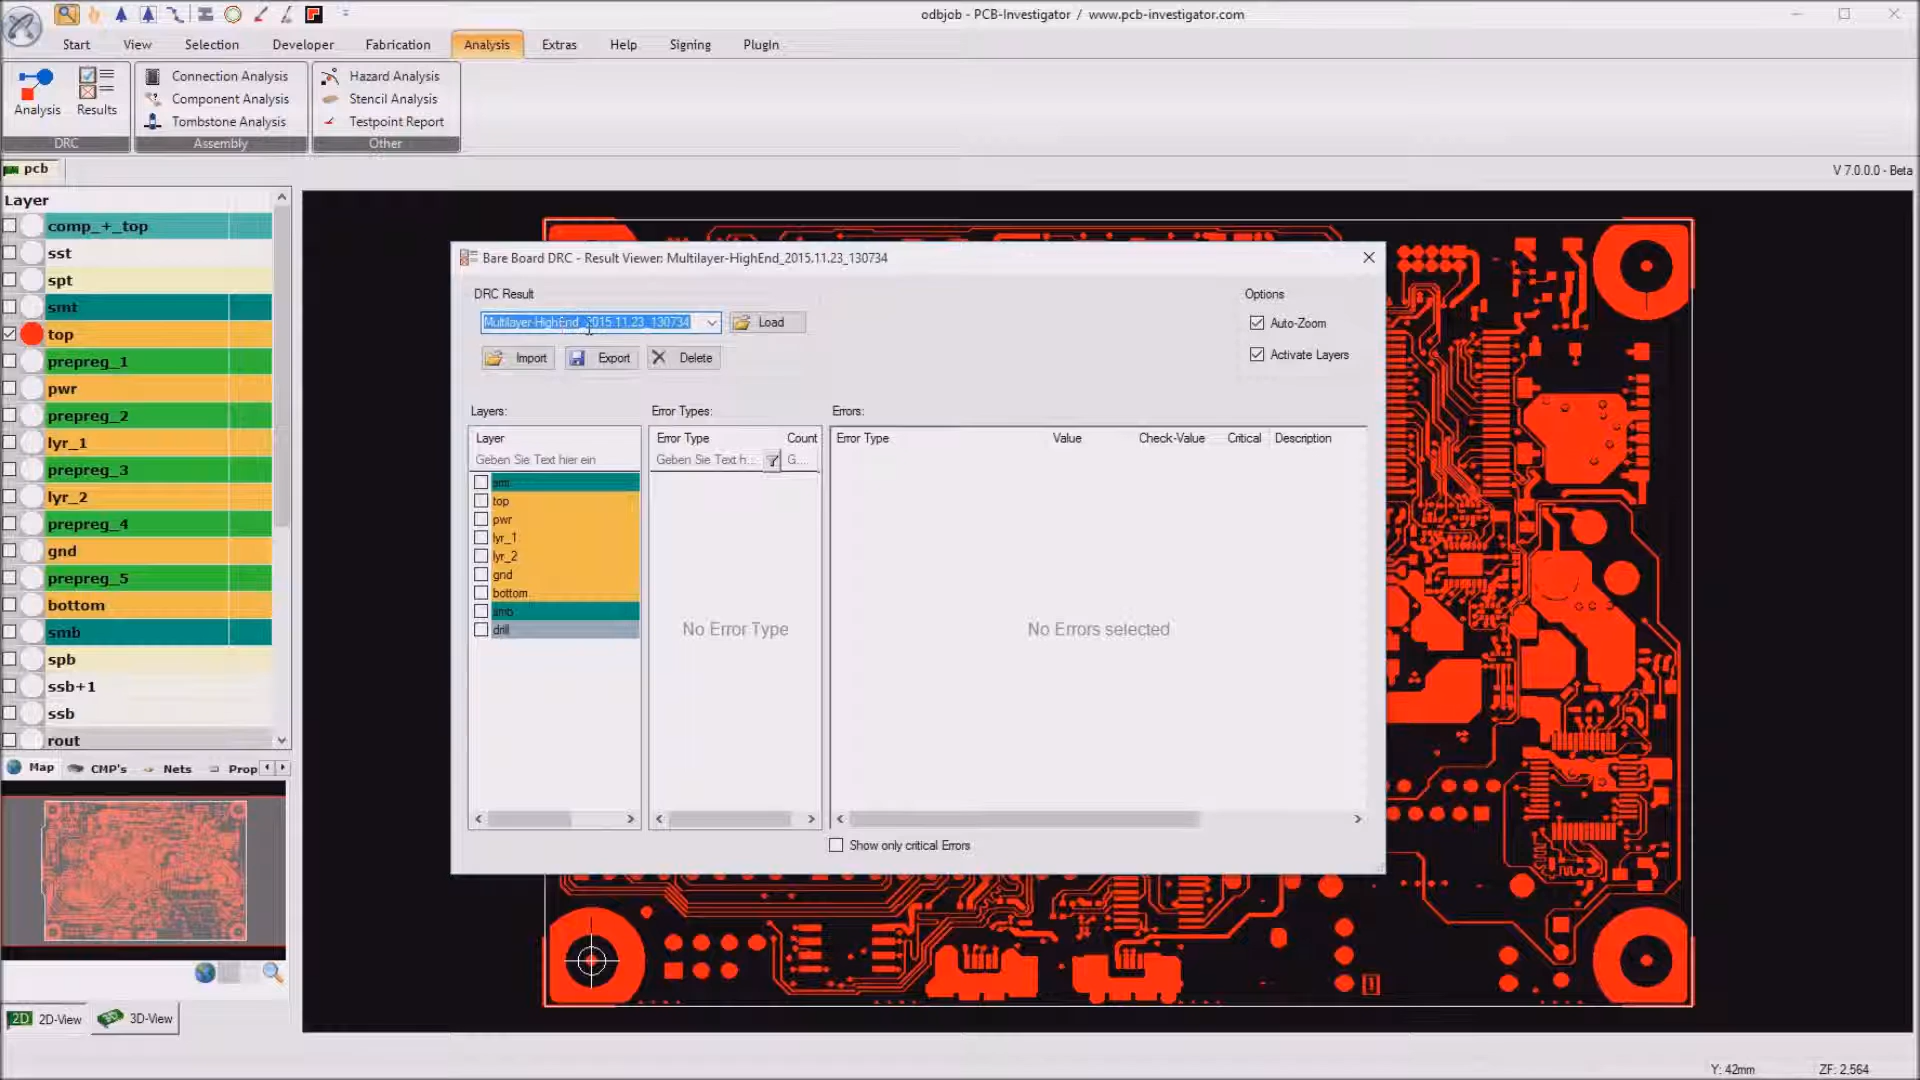 odbjob - PCB-Investigator / www.pcb-investigator.com
Start View Selection Developer Fabrication Analysis Extras Help Signing PlugIn
Analysis
Results
DRC
Connection Analysis
Component Analysis
Tombstone Analysis
Assembly
Hazard Analysis
Stencil Analysis
Testpoint Report
Other
pcb
V 7.0.0.0 - Beta
Layer
comp_+_top
sst
spt
smt
top
prepreg_1
pwr
prepreg_2
lyr_1
prepreg_3
lyr_2
prepreg_4
gnd
prepreg_5
bottom
smb
spb
ssb+1
ssb
rout
Map CMP's Nets Prop
2D 2D-View 3D-View
Bare Board DRC - Result Viewer: Multilayer-HighEnd_2015.11.23_130734
DRC Result
Multilayer-HighEnd_2015.11.23_130734
Load
Import Export Delete
Options
Auto-Zoom
Activate Layers
Layers:
Layer
Geben Sie Text hier ein
smt
top
pwr
lyr_1
lyr_2
gnd
bottom
smb
drill
Error Types:
Error Type Count
Geben Sie Text h... G....
No Error Type
Errors:
Error Type Value Check-Value Critical Description
No Errors selected
Show only critical Errors
Y: 42mm ZF: 2,564